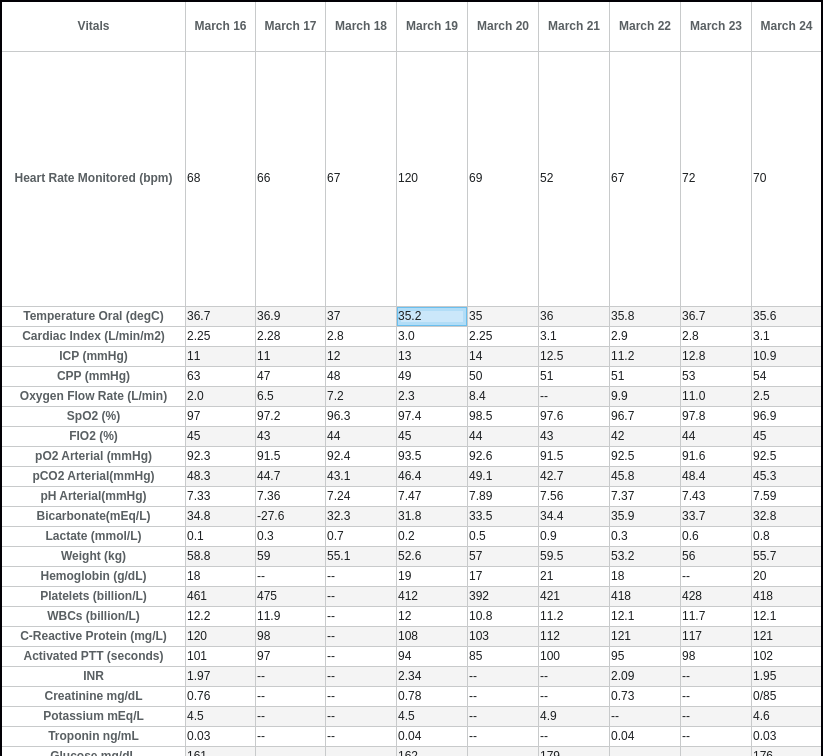 Vitals March 16 March 17 March 18 March 19 March 20 March 21 March 22 March 23 March 24
Heart Rate Monitored (bpm) 68 66 67 120 69 52 67 72 70
Temperature Oral (degC) 36.7 36.9 37 35.2 35 36 35.8 36.7 35.6
Cardiac Index (L/min/m2) 2.25 2.28 2.8 3.0 2.25 3.1 2.9 2.8 3.1
ICP (mmHg) 11 11 12 13 14 12.5 11.2 12.8 10.9
CPP (mmHg) 63 47 48 49 50 51 51 53 54
Oxygen Flow Rate (L/min) 2.0 6.5 7.2 2.3 8.4 -- 9.9 11.0 2.5
SpO2 (%) 97 97.2 96.3 97.4 98.5 97.6 96.7 97.8 96.9
FIO2 (%) 45 43 44 45 44 43 42 44 45
pO2 Arterial (mmHg) 92.3 91.5 92.4 93.5 92.6 91.5 92.5 91.6 92.5
pCO2 Arterial(mmHg) 48.3 44.7 43.1 46.4 49.1 42.7 45.8 48.4 45.3
pH Arterial(mmHg) 7.33 7.36 7.24 7.47 7.89 7.56 7.37 7.43 7.59
Bicarbonate(mEq/L) 34.8 -27.6 32.3 31.8 33.5 34.4 35.9 33.7 32.8
Lactate (mmol/L) 0.1 0.3 0.7 0.2 0.5 0.9 0.3 0.6 0.8
Weight (kg) 58.8 59 55.1 52.6 57 59.5 53.2 56 55.7
Hemoglobin (g/dL) 18 -- -- 19 17 21 18 -- 20
Platelets (billion/L) 461 475 -- 412 392 421 418 428 418
WBCs (billion/L) 12.2 11.9 -- 12 10.8 11.2 12.1 11.7 12.1
C-Reactive Protein (mg/L) 120 98 -- 108 103 112 121 117 121
Activated PTT (seconds) 101 97 -- 94 85 100 95 98 102
INR 1.97 -- -- 2.34 -- -- 2.09 -- 1.95
Creatinine mg/dL 0.76 -- -- 0.78 -- -- 0.73 -- 0/85
Potassium mEq/L 4.5 -- -- 4.5 -- 4.9 -- -- 4.6
Troponin ng/mL 0.03 -- -- 0.04 -- -- 0.04 -- 0.03
Glucose mg/dl 161 162 179 176